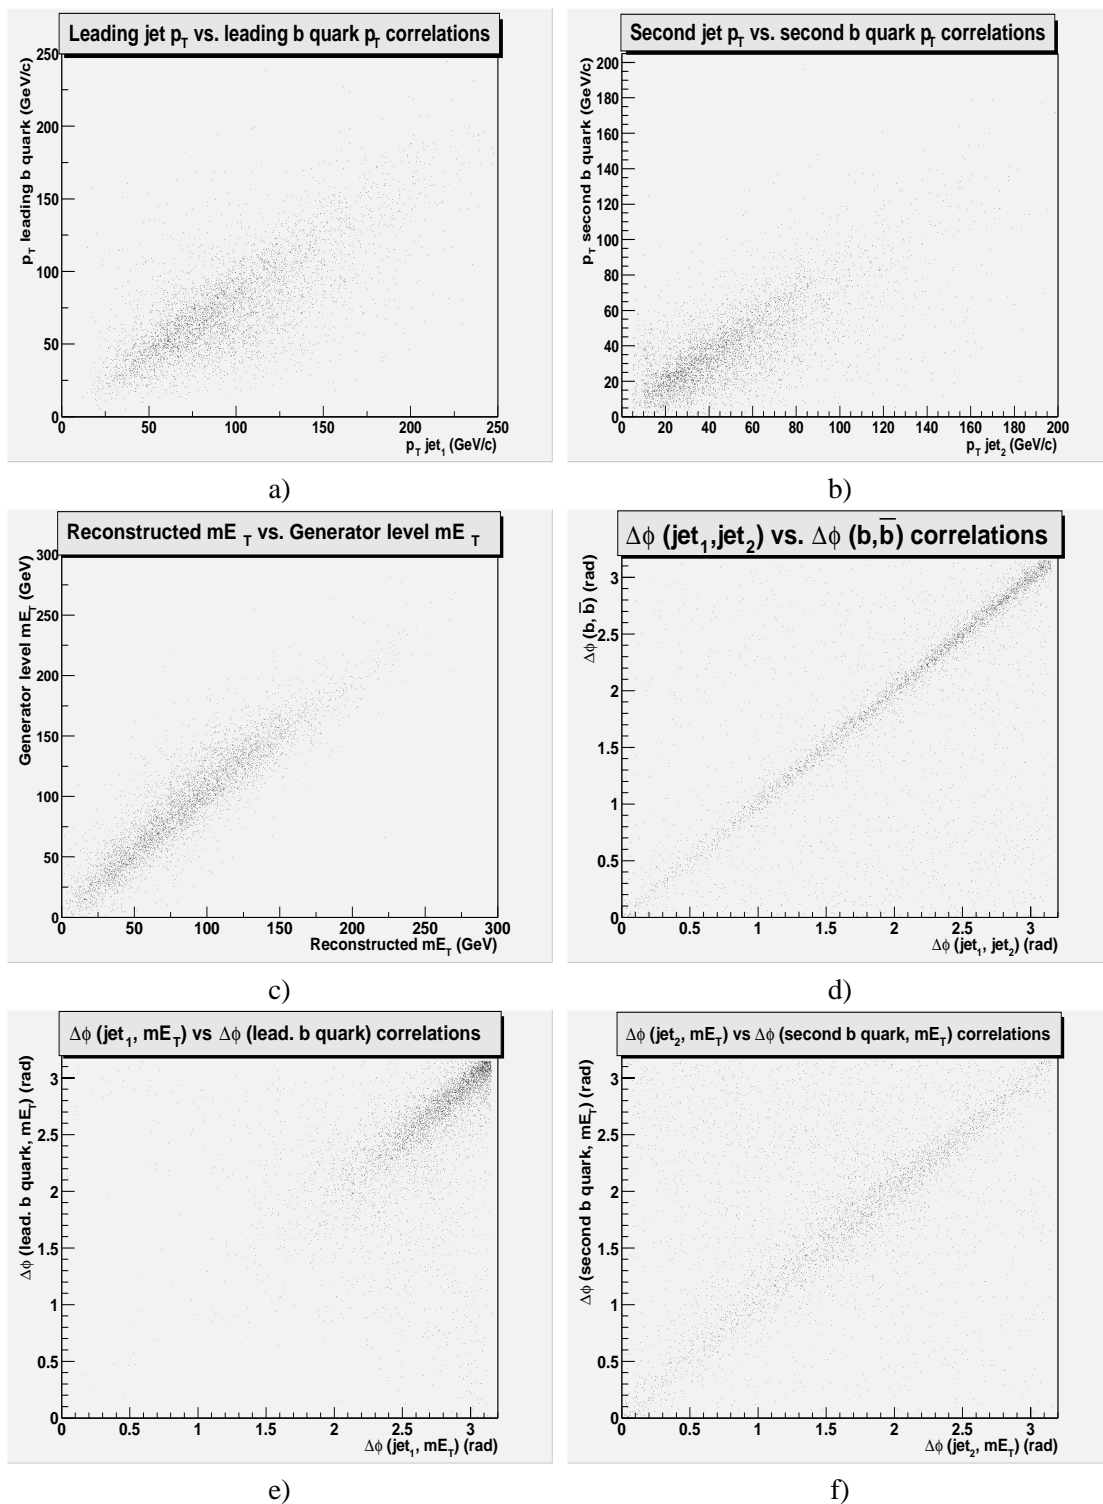 Leading jet p_T vs. leading b quark p_T correlations
p_T leading b quark (GeV/c)
250
200
150
100
50
0
0 50 100 150 200 250
p_T jet_1 (GeV/c)
a)
Second jet p_T vs. second b quark p_T correlations
p_T second b quark (GeV/c)
200
180
160
140
120
100
80
60
40
20
0
0 20 40 60 80 100 120 140 160 180 200
p_T jet_2 (GeV/c)
b)
Reconstructed mE_T vs. Generator level mE_T
Generator level mE_T (GeV)
300
250
200
150
100
50
0
0 50 100 150 200 250 300
Reconstructed mE_T (GeV)
c)
Δϕ (jet_1,jet_2) vs. Δϕ (b,b̅) correlations
Δϕ (b, b̅) (rad)
3
2.5
2
1.5
1
0.5
0
0 0.5 1 1.5 2 2.5 3
Δϕ (jet_1, jet_2) (rad)
d)
Δϕ (jet_1, mE_T) vs Δϕ (lead. b quark) correlations
Δϕ (lead. b quark, mE_T) (rad)
3
2.5
2
1.5
1
0.5
0
0 0.5 1 1.5 2 2.5 3
Δϕ (jet_1, mE_T) (rad)
e)
Δϕ (jet_2, mE_T) vs Δϕ (second b quark, mE_T) correlations
Δϕ (second b quark, mE_T) (rad)
3
2.5
2
1.5
1
0.5
0
0 0.5 1 1.5 2 2.5 3
Δϕ (jet_2, mE_T) (rad)
f)